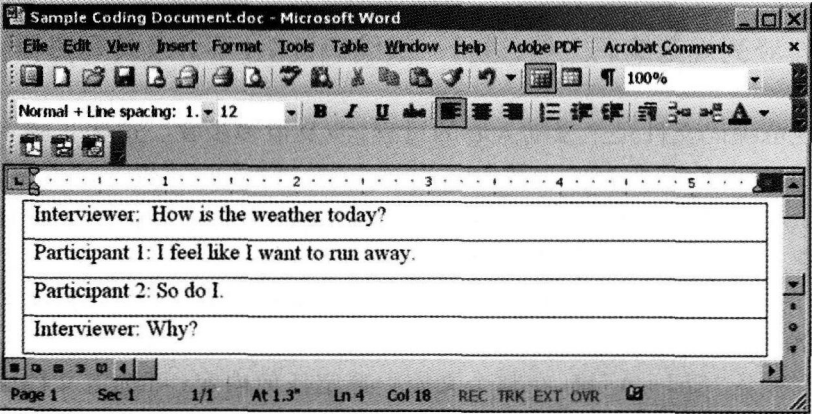 Sample Coding Document.doc - Microsoft Word
File Edit View Insert Format Tools Table Window Help Adobe PDF Acrobat Comments
100%
Normal + Line spacing: 1. 12 B I U abc A
1 2 3 4 5
Interviewer: How is the weather today?
Participant 1: I feel like I want to run away.
Participant 2: So do I.
Interviewer: Why?
Page 1 Sec 1 1/1 At 1.3" Ln 4 Col 18 REC TRK EXT OVR